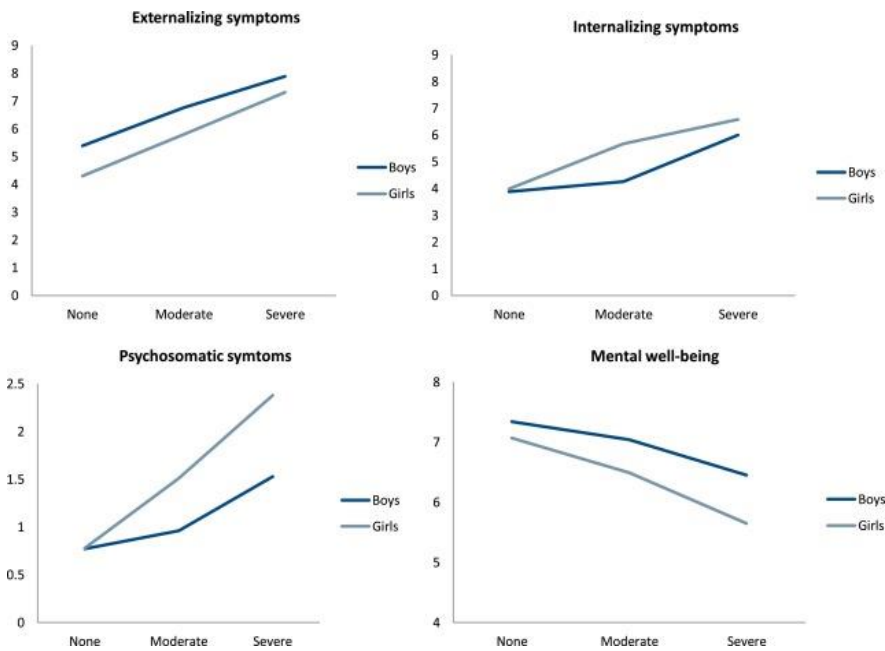 Externalizing symptoms
9
8
7
6
5
4
3
2
1
0
None Moderate Severe
Boys
Girls
Internalizing symptoms
9
8
7
6
5
4
3
2
1
0
None Moderate Severe
Boys
Girls
Psychosomatic symtoms
2.5
2
1.5
1
0.5
0
None Moderate Severe
Boys
Girls
Mental well-being
8
7
6
5
4
None Moderate Severe
Boys
Girls